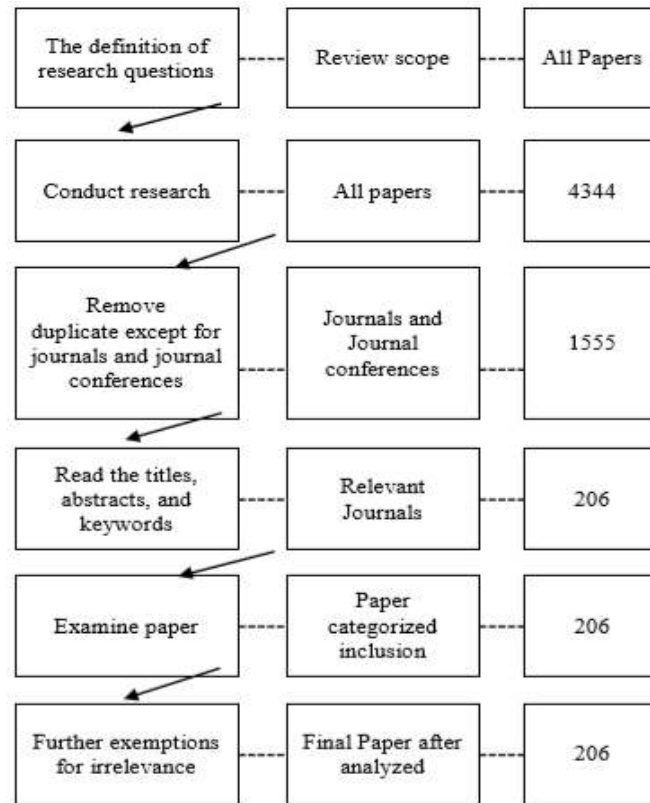 The definition of
research questions
Review scope
All Papers
Conduct research
All papers
4344
Remove
duplicate except for
journals and journal
conferences
Journals and
Journal
conferences
1555
Read the titles,
abstracts, and
keywords
Relevant
Journals
206
Examine paper
Paper
categorized
inclusion
206
Further exemptions
for irrelevance
Final Paper after
analyzed
206